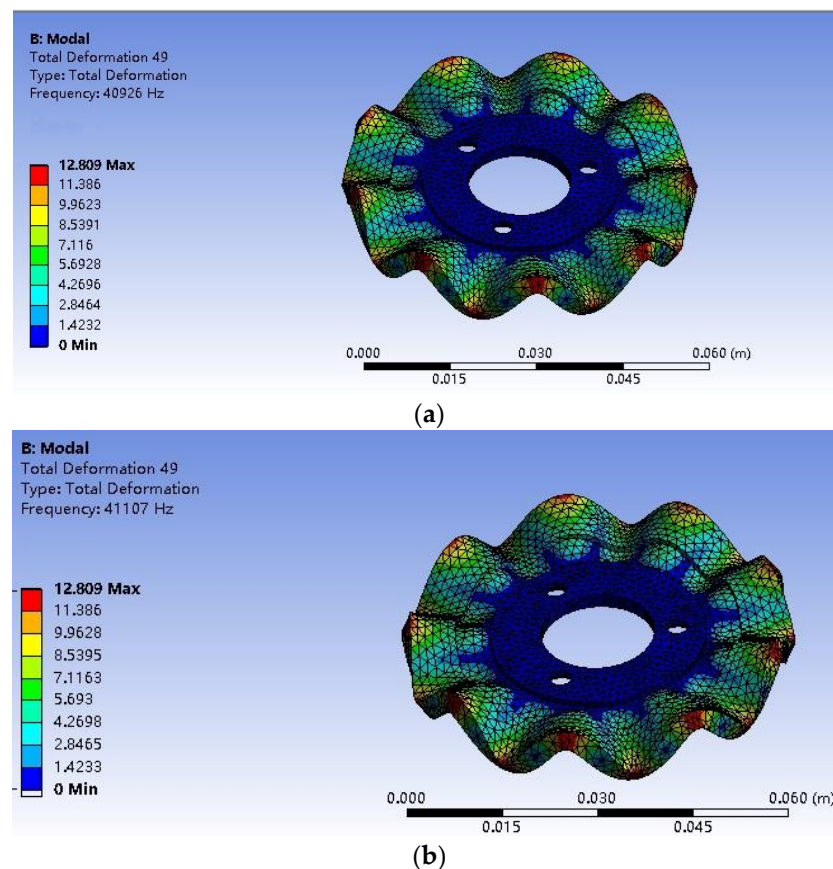 B: Modal
Total Deformation 49
Type: Total Deformation
Frequency: 40926 Hz
12.809 Max
11.386
9.9623
8.5391
7.116
5.6928
4.2696
2.8464
1.4232
0 Min
0.000 0.030 0.060 (m)
0.015 0.045
(a)
B: Modal
Total Deformation 49
Type: Total Deformation
Frequency: 41107 Hz
12.809 Max
11.386
9.9628
8.5395
7.1163
5.693
4.2698
2.8465
1.4233
0 Min
0.000 0.030 0.060 (m)
0.015 0.045
(b)